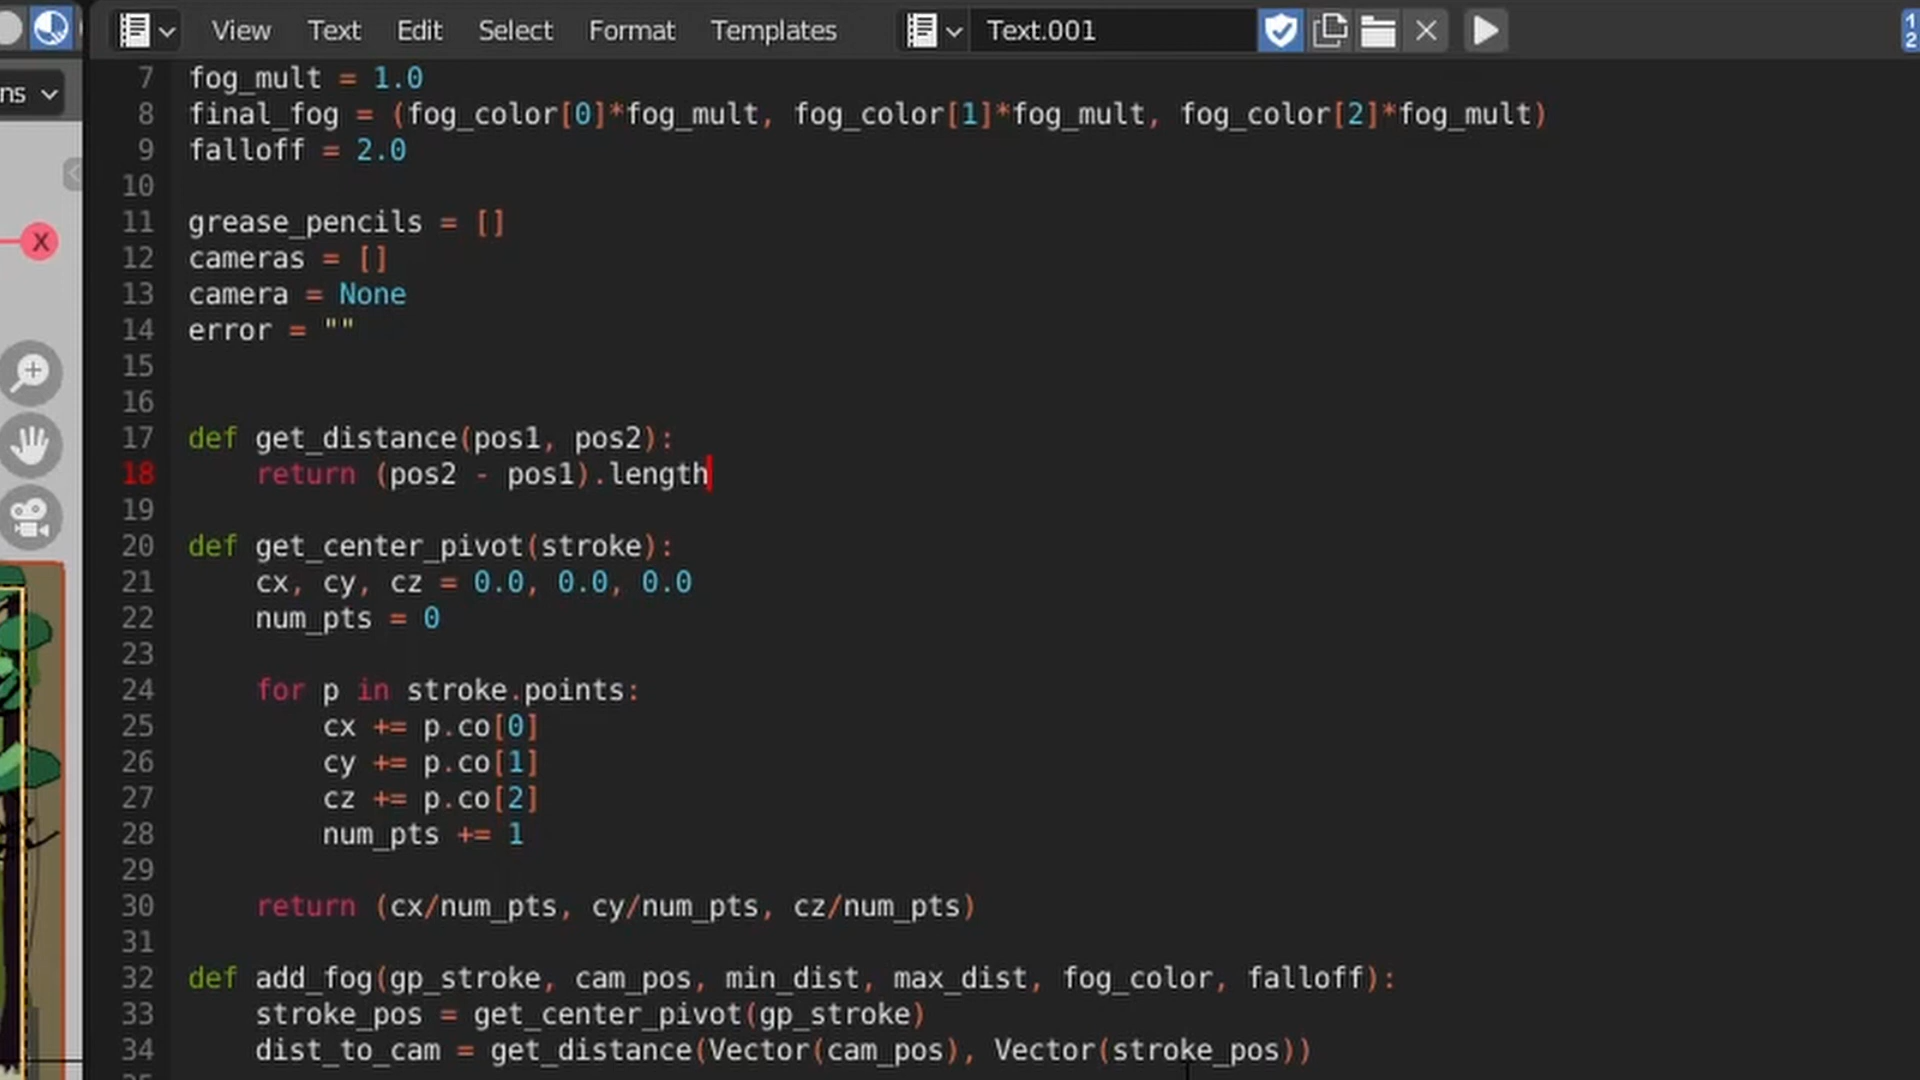 View Text Edit Select Format Templates Text.001
ns
X
7 fog_mult = 1.0
8 final_fog = (fog_color[0]*fog_mult, fog_color[1]*fog_mult, fog_color[2]*fog_mult)
9 falloff = 2.0
10
11 grease_pencils = []
12 cameras = []
13 camera = None
14 error = ""
15
16
17 def get_distance(pos1, pos2):
18     return (pos2 - pos1).length
19
20 def get_center_pivot(stroke):
21     cx, cy, cz = 0.0, 0.0, 0.0
22     num_pts = 0
23
24     for p in stroke.points:
25         cx += p.co[0]
26         cy += p.co[1]
27         cz += p.co[2]
28         num_pts += 1
29
30     return (cx/num_pts, cy/num_pts, cz/num_pts)
31
32 def add_fog(gp_stroke, cam_pos, min_dist, max_dist, fog_color, falloff):
33     stroke_pos = get_center_pivot(gp_stroke)
34     dist_to_cam = get_distance(Vector(cam_pos), Vector(stroke_pos))